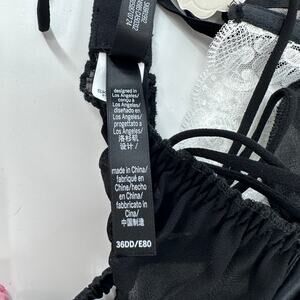 designed in
Los Angeles/
conçu à
Los Angeles/
diseñado en
Los Angeles/
progettato a
Los Angeles/
洛杉矶
设计 /
made in China/
fabriqué en
Chine/hecho
en China/
fabbricato in
Cina/
中国制造
36DD/E80